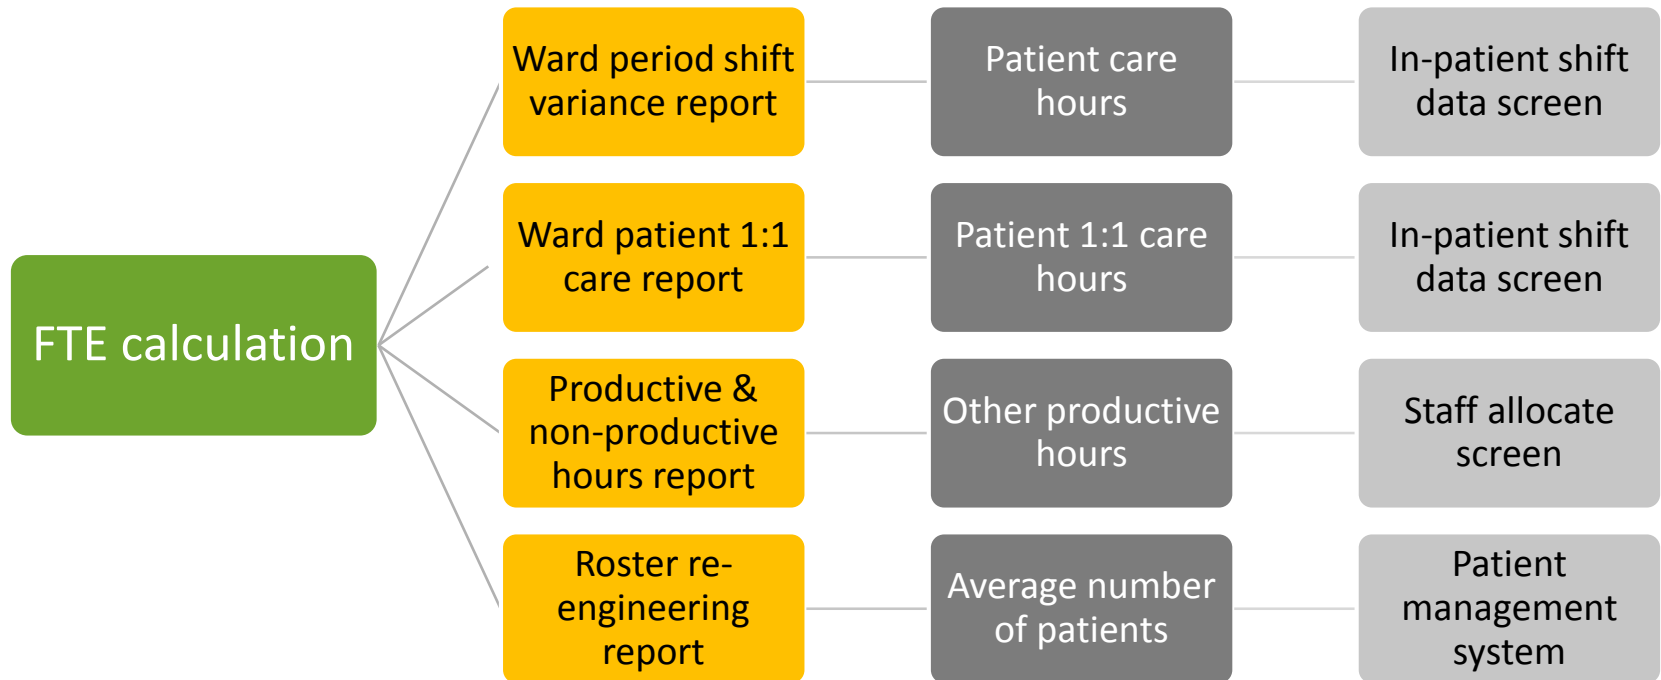 FTE calculation
Ward period shift
variance report
Patient care
hours
In-patient shift
data screen
Ward patient 1:1
care report
Patient 1:1 care
hours
In-patient shift
data screen
Productive &
non-productive
hours report
Other productive
hours
Staff allocate
screen
Roster re-
engineering
report
Average number
of patients
Patient
management
system